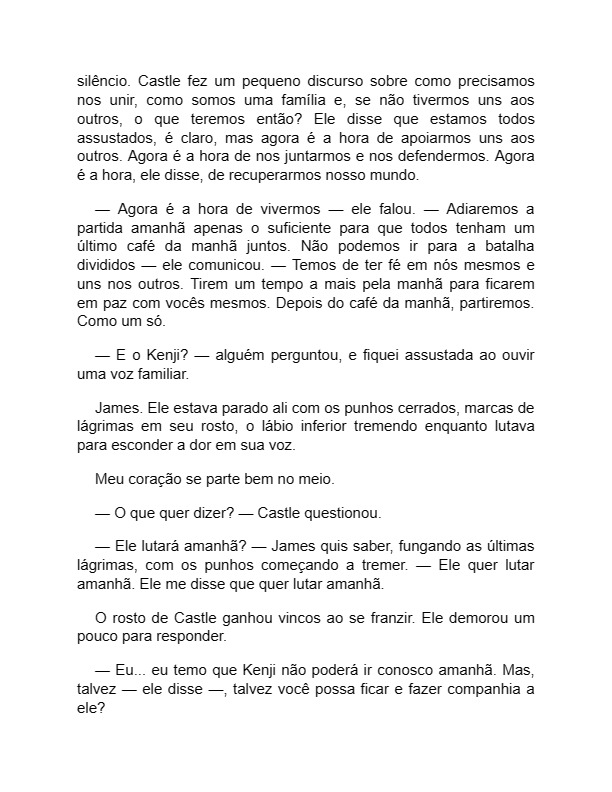 silêncio. Castle fez um pequeno discurso sobre como precisamos
nos unir, como somos uma família e, se não tivermos uns aos
outros, o que teremos então? Ele disse que estamos todos
assustados, é claro, mas agora é a hora de apoiarmos uns aos
outros. Agora é a hora de nos juntarmos e nos defendermos. Agora
é a hora, ele disse, de recuperarmos nosso mundo.
— Agora é a hora de vivermos — ele falou. — Adiaremos a
partida amanhã apenas o suficiente para que todos tenham um
último café da manhã juntos. Não podemos ir para a batalha
divididos — ele comunicou. — Temos de ter fé em nós mesmos e
uns nos outros. Tirem um tempo a mais pela manhã para ficarem
em paz com vocês mesmos. Depois do café da manhã, partiremos.
Como um só.
— E o Kenji? — alguém perguntou, e fiquei assustada ao ouvir
uma voz familiar.
James. Ele estava parado ali com os punhos cerrados, marcas de
lágrimas em seu rosto, o lábio inferior tremendo enquanto lutava
para esconder a dor em sua voz.
Meu coração se parte bem no meio.
— O que quer dizer? — Castle questionou.
— Ele lutará amanhã? — James quis saber, fungando as últimas
lágrimas, com os punhos começando a tremer. — Ele quer lutar
amanhã. Ele me disse que quer lutar amanhã.
O rosto de Castle ganhou vincos ao se franzir. Ele demorou um
pouco para responder.
— Eu... eu temo que Kenji não poderá ir conosco amanhã. Mas,
talvez — ele disse —, talvez você possa ficar e fazer companhia a
ele?